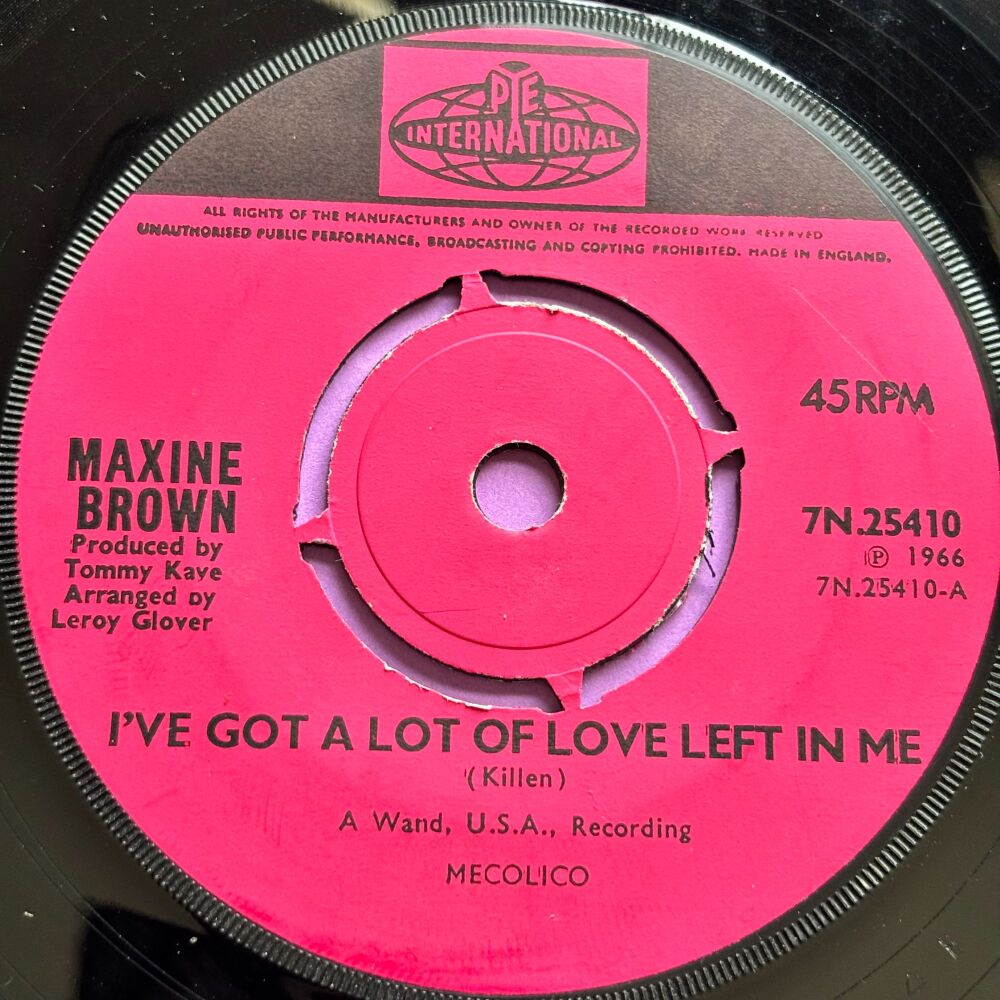 PYE
INTERNATIONAL
ALL RIGHTS OF THE MANUFACTURERS AND OWNER OF THE RECORDED WORK RESERVED
UNAUTHORISED PUBLIC PERFORMANCE, BROADCASTING AND COPYING PROHIBITED. MADE IN ENGLAND.
45 RPM
MAXINE
BROWN
Produced by
Tommy Kaye
Arranged by
Leroy Glover
7N.25410
℗ 1966
7N.25410-A
I'VE GOT A LOT OF LOVE LEFT IN ME
(Killen)
A Wand, U.S.A., Recording
MECOLICO